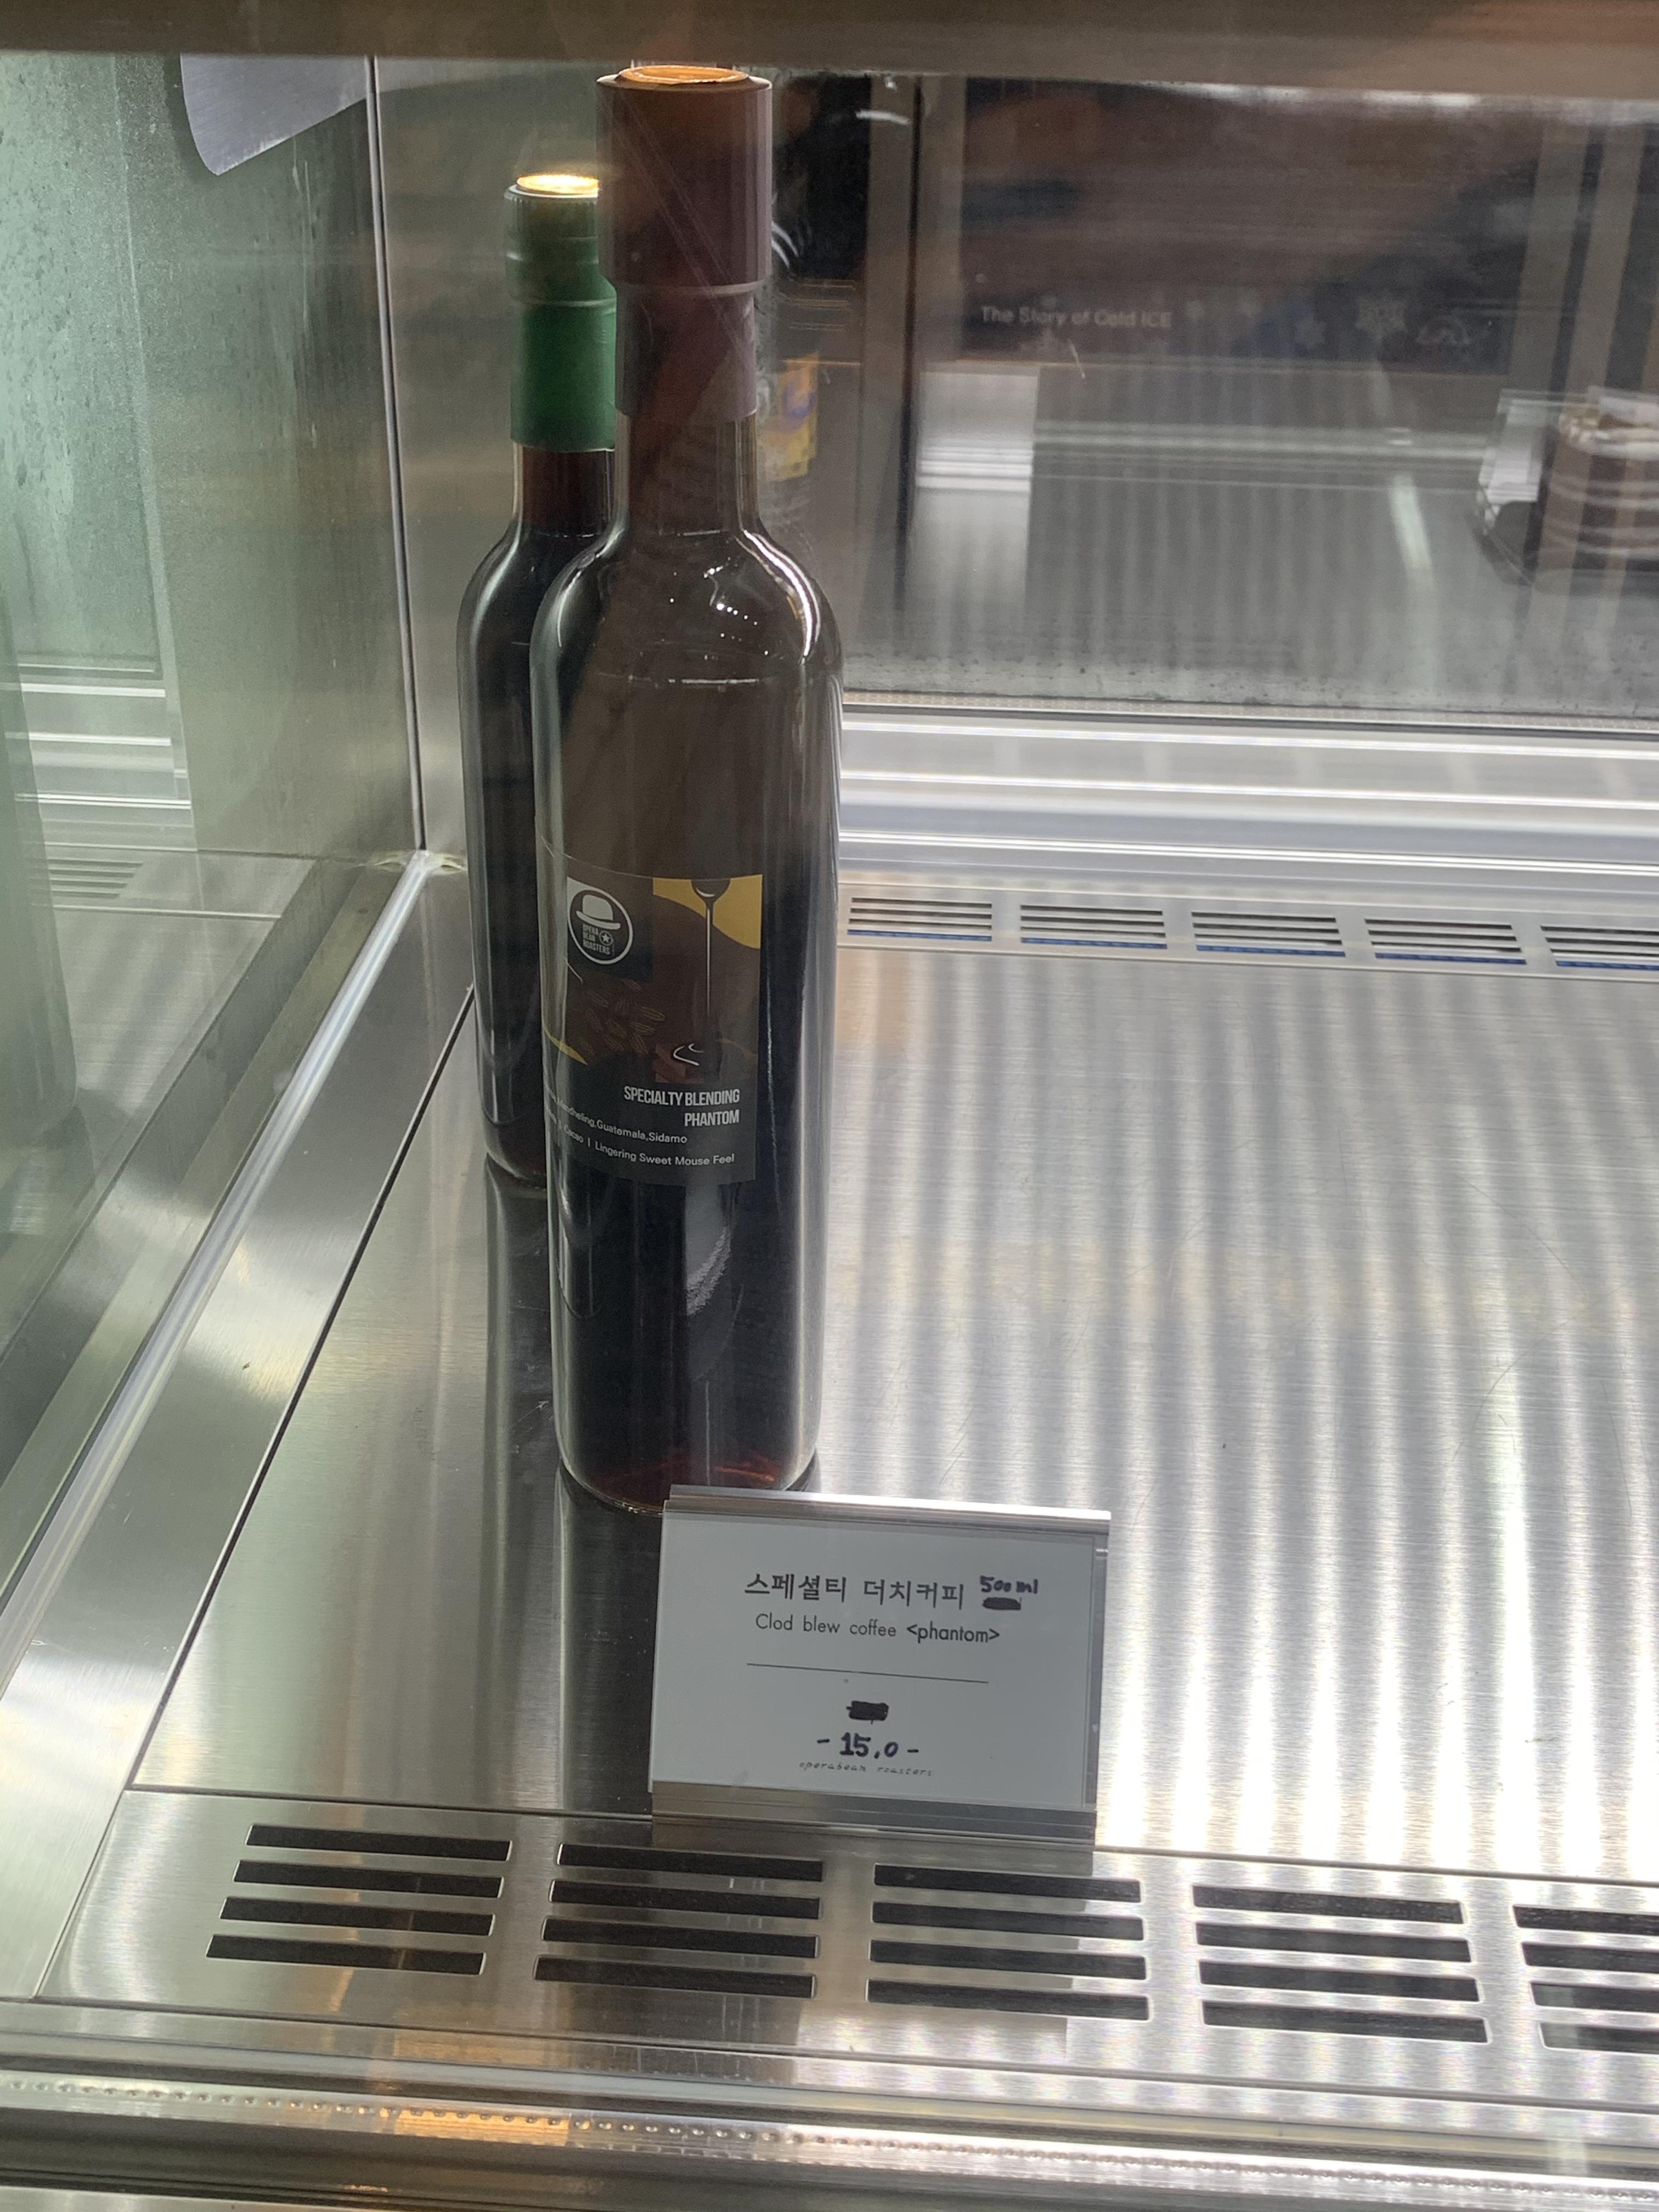 The Story of Cold ICE
OPERA
BEAN
ROASTERS
SPECIALTY BLENDING
PHANTOM
Guatemala,Sidamo
Cacao | Lingering Sweet Mouse Feel
스페셜티 더치커피 500ml
Clod blew coffee <phantom>
- 15.0 -
operabean roasters